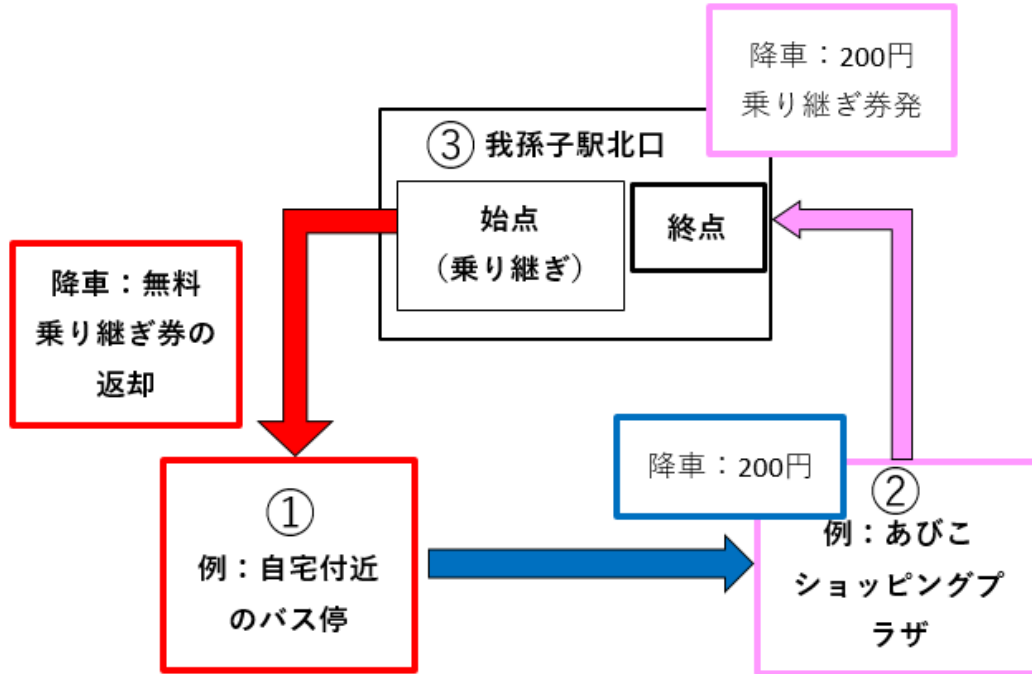 降車：200円
乗り継ぎ券発
③ 我孫子駅北口
始点
（乗り継ぎ）
終点
降車：無料
乗り継ぎ券の
返却
降車：200円
①
例：自宅付近
のバス停
②
例：あびこ
ショッピングプ
ラザ